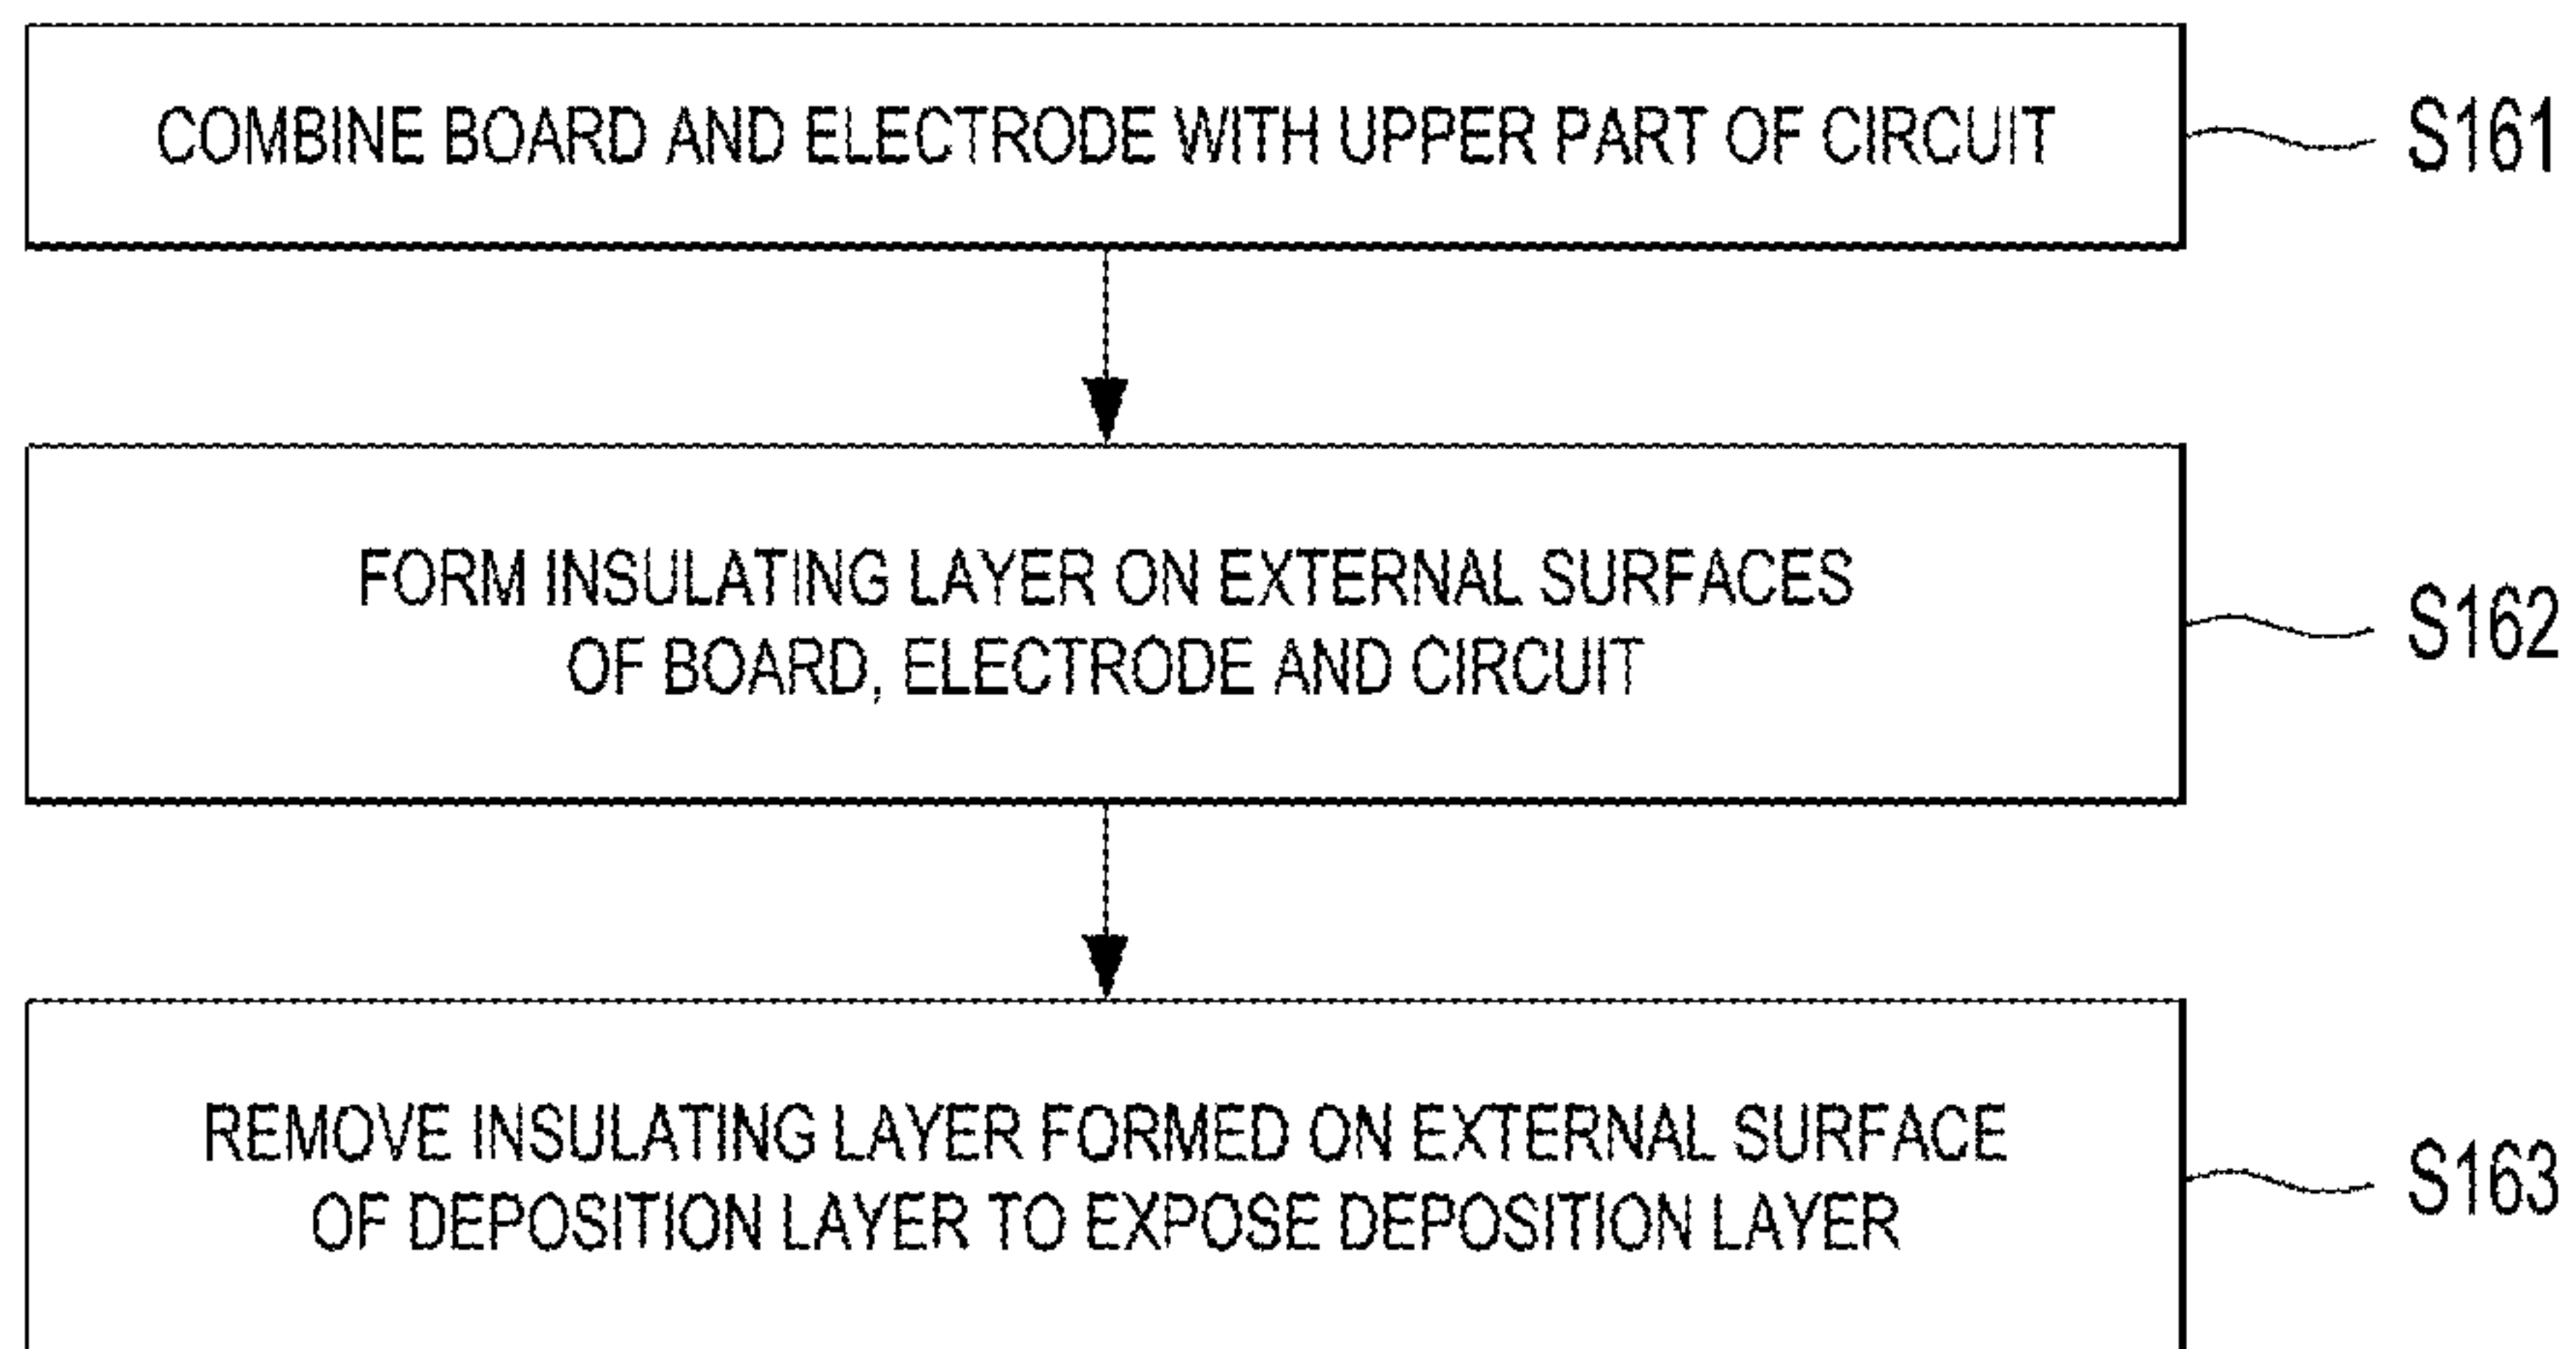 COMBINE BOARD AND ELECTRODE WITH UPPER PART OF CIRCUIT
S161
FORM INSULATING LAYER ON EXTERNAL SURFACES
OF BOARD, ELECTRODE AND CIRCUIT
S162
REMOVE INSULATING LAYER FORMED ON EXTERNAL SURFACE
OF DEPOSITION LAYER TO EXPOSE DEPOSITION LAYER
S163